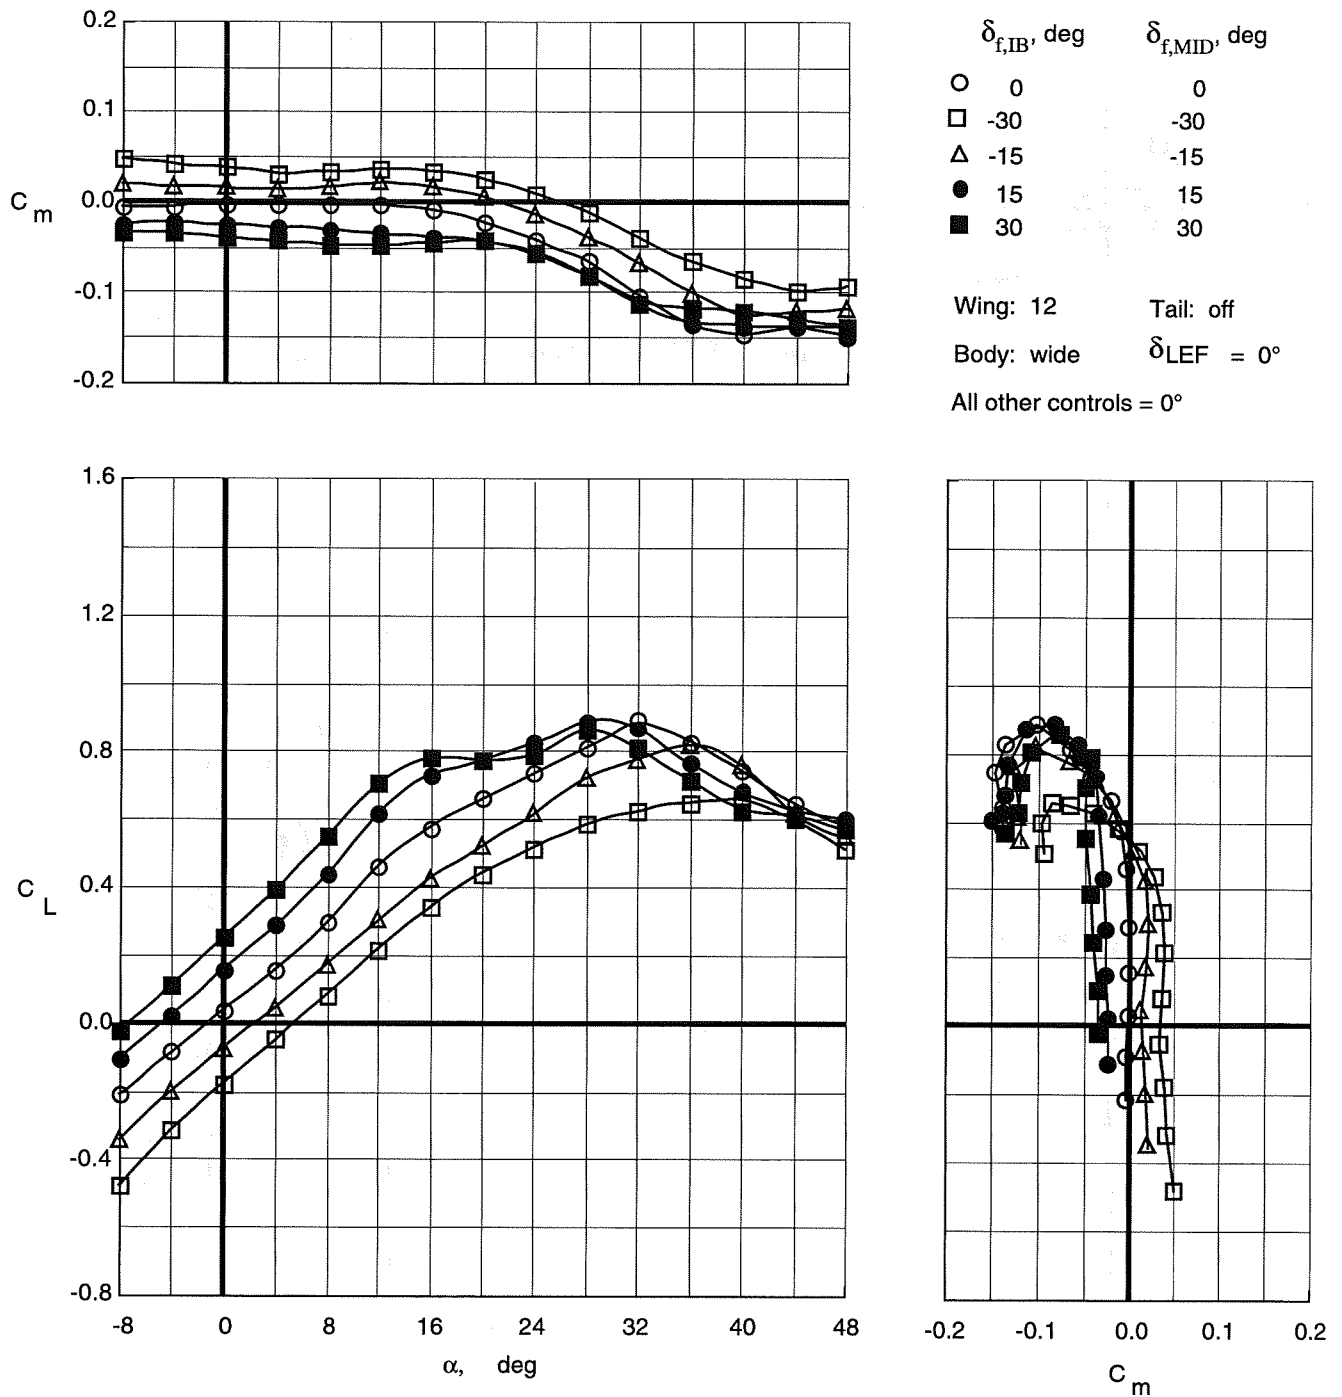 0.2
0.1
0.0
-0.1
-0.2
C m
δf,IB, deg δf,MID, deg
0 0
-30 -30
-15 -15
15 15
30 30
Wing: 12 Tail: off
Body: wide δLEF = 0°
All other controls = 0°
1.6
1.2
0.8
0.4
0.0
-0.4
-0.8
C L
-8 0 8 16 24 32 40 48
α, deg
-0.2 -0.1 0.0 0.1 0.2
C m